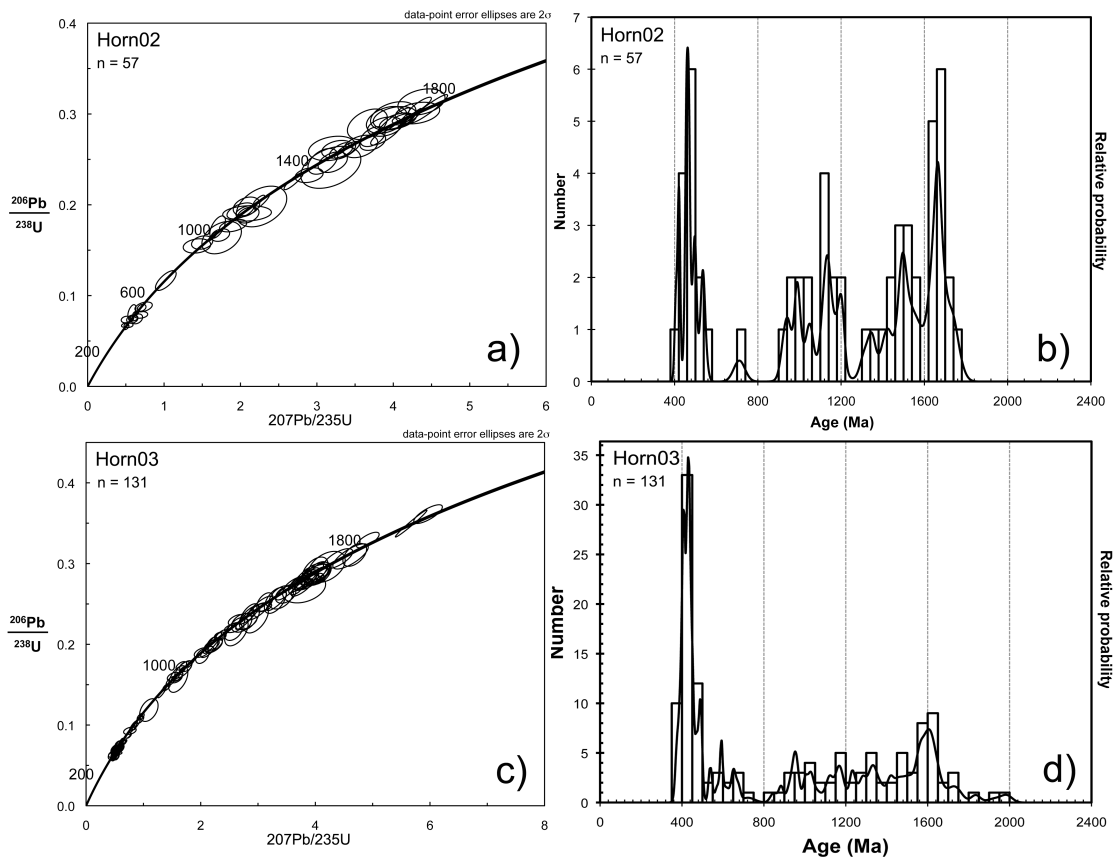 data-point error ellipses are 2σ
Horn02
n = 57
0.4
0.3
0.2
0.1
0.0
206Pb
238U
200
600
1000
1400
1800
a)
0 1 2 3 4 5 6
207Pb/235U
Horn02
n = 57
7
6
5
4
3
2
1
0
Number
Relative probability
b)
0 400 800 1200 1600 2000 2400
Age (Ma)
data-point error ellipses are 2σ
Horn03
n = 131
0.4
0.3
0.2
0.1
0.0
206Pb
238U
200
1000
1800
c)
0 2 4 6 8
207Pb/235U
Horn03
n = 131
35
30
25
20
15
10
5
0
Number
Relative probability
d)
0 400 800 1200 1600 2000 2400
Age (Ma)